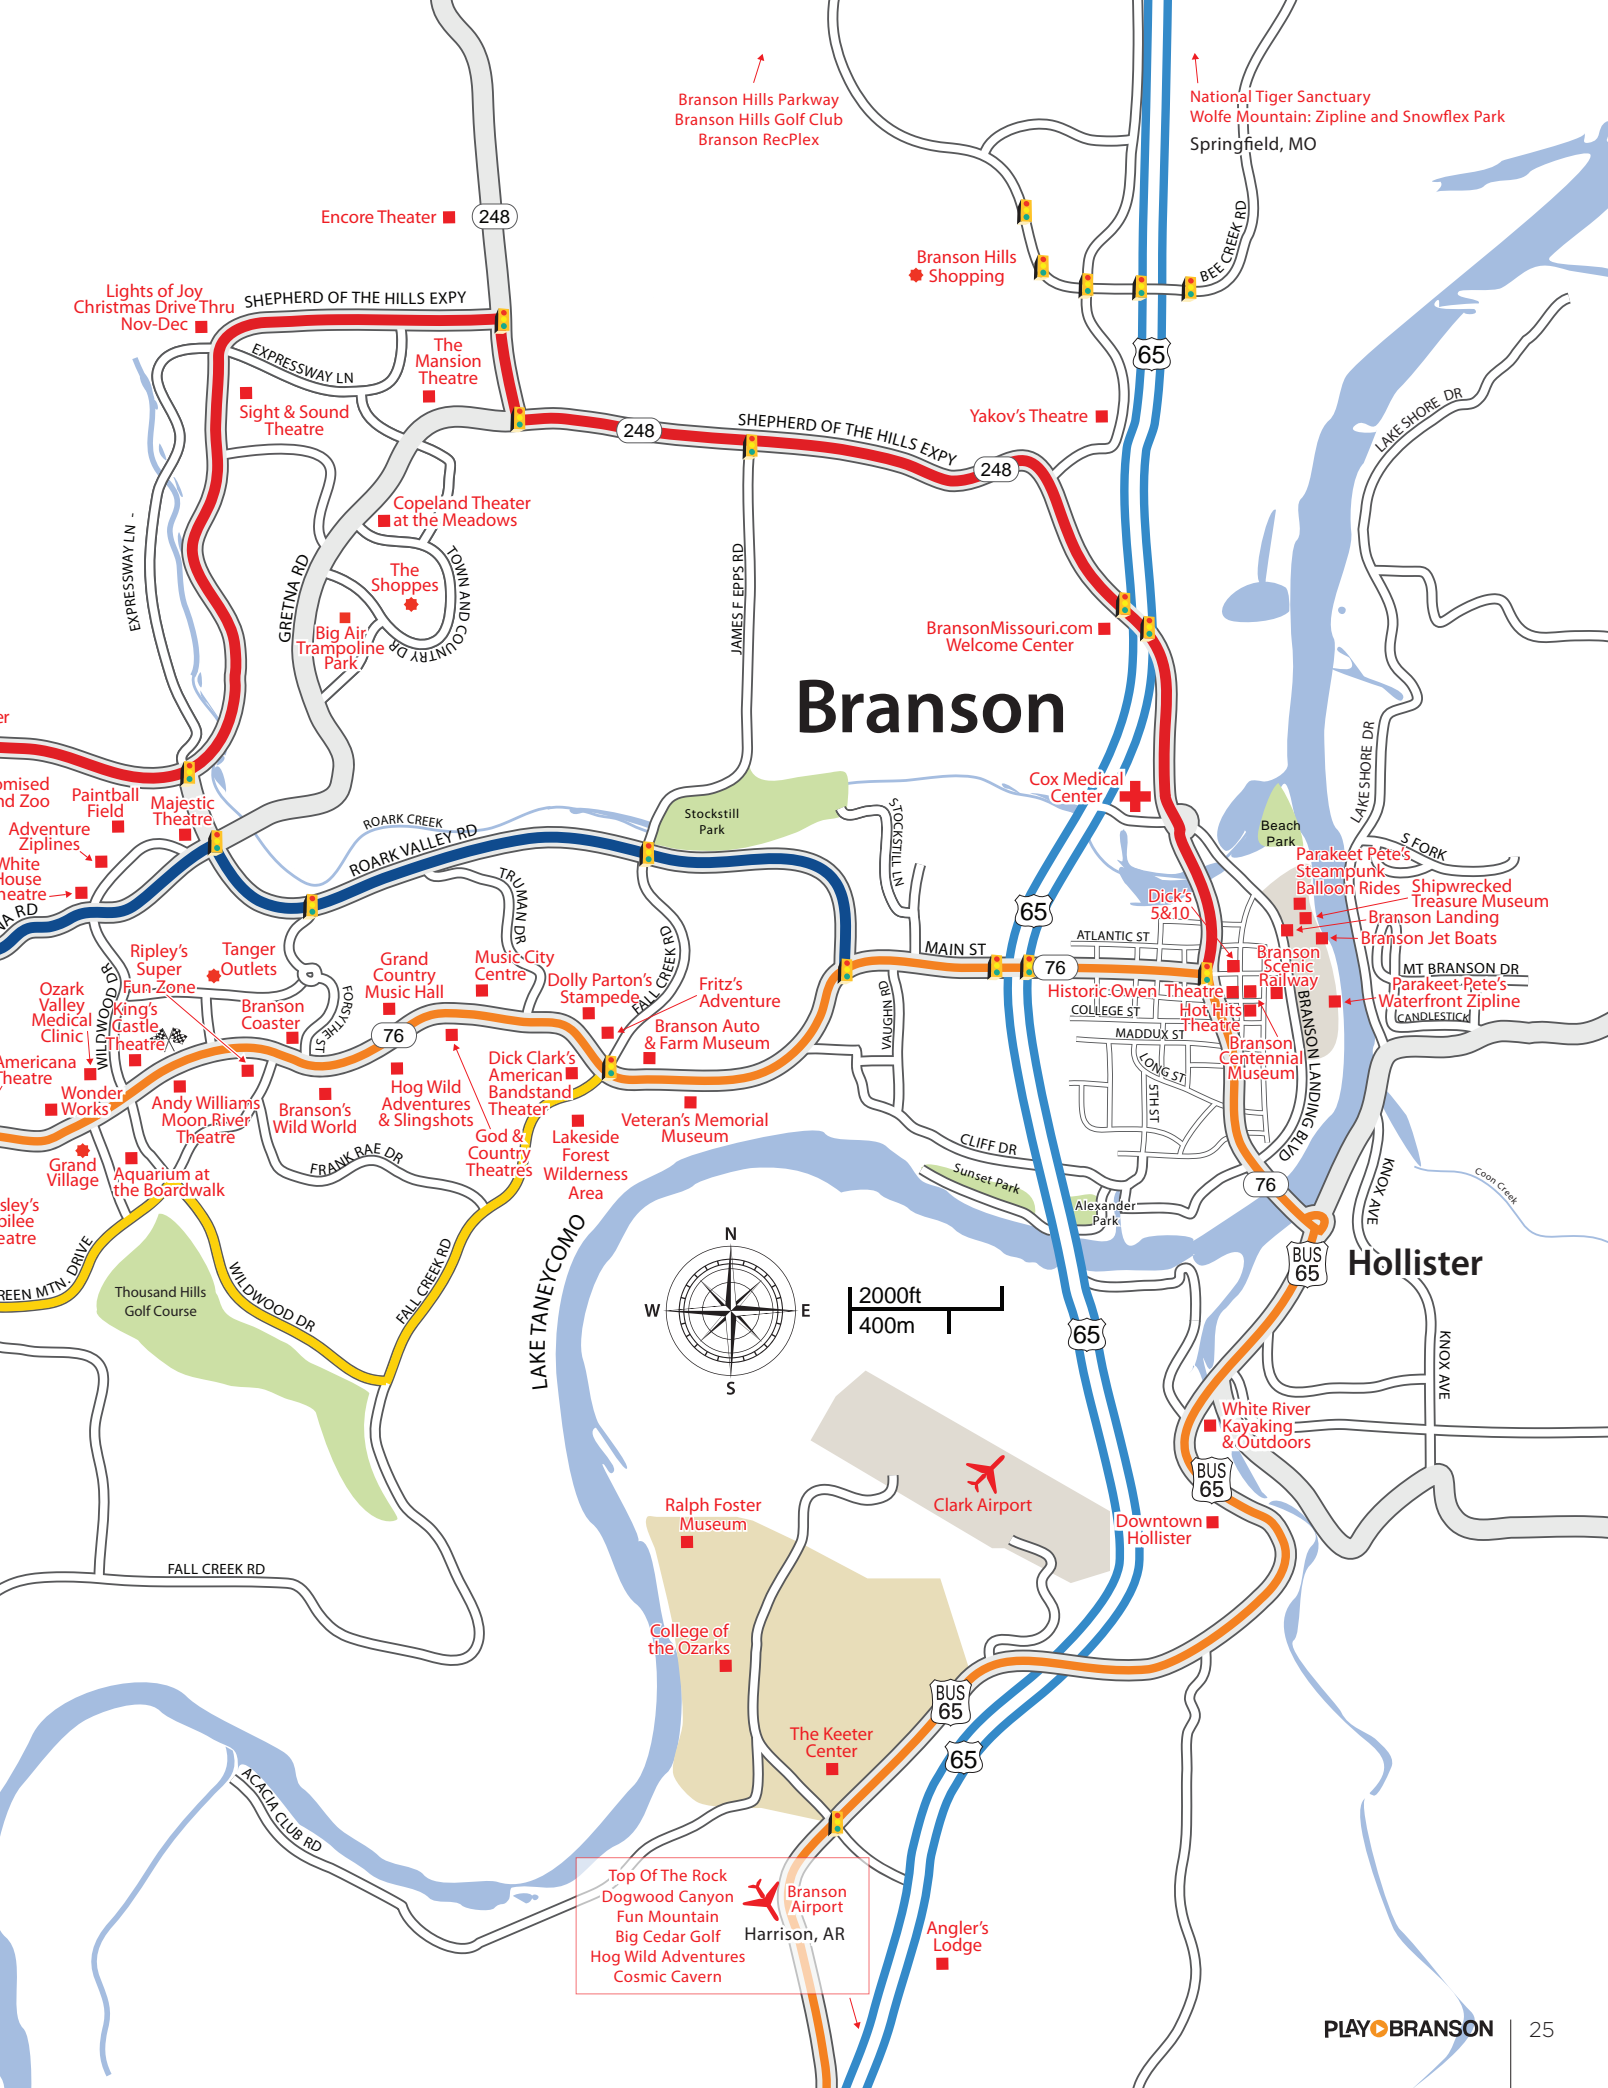 Branson Hills Parkway
Branson Hills Golf Club
Branson RecPlex
National Tiger Sanctuary
Wolfe Mountain: Zipline and Snowflex Park
Springfield, MO
Encore Theater
248
BEE CREEK RD
Branson Hills
Shopping
Lights of Joy
Christmas Drive Thru
Nov-Dec
SHEPHERD OF THE HILLS EXPY
EXPRESSWAY LN
The
Mansion
Theatre
65
Sight & Sound
Theatre
248
SHEPHERD OF THE HILLS EXPY
248
Yakov's Theatre
LAKE SHORE DR
Copeland Theater
at the Meadows
EXPRESSWAY LN -
GRETNA RD
The
Shoppes
TOWN AND COUNTRY DR
Big Air
Trampoline
Park
JAMES F EPPS RD
BransonMissouri.com
Welcome Center
Branson
LAKE SHORE DR
er
omised
nd Zoo
Paintball
Field
Majestic
Theatre
Adventure
Ziplines
White
House
heatre
NA RD
ROARK CREEK
ROARK VALLEY RD
Stockstill
Park
STOCKSTILL LN
Cox Medical
Center
Beach
Park
S FORK
Parakeet Pete's
Steampunk
Balloon Rides
Shipwrecked
Treasure Museum
Branson Landing
Branson Jet Boats
Dick's
5&10
65
TRUMAN DR
FALL CREEK RD
MAIN ST
76
ATLANTIC ST
Branson
Scenic
Railway
MT BRANSON DR
Parakeet Pete's
Waterfront Zipline
CANDLESTICK
Ripley's
Super
Fun Zone
Tanger
Outlets
Grand
Country
Music Hall
Music City
Centre
Dolly Parton's
Stampede
Fritz's
Adventure
Ozark
Valley
Medical
Clinic
WILDWOOD DR
King's
Castle
Theatre
Branson
Coaster
FORSYTHE ST
76
Branson Auto
& Farm Museum
VAUGHN RD
Historic Owen Theatre
Hot Hits
Theatre
COLLEGE ST
MADDUX ST
LONG ST
5TH ST
Branson
Centennial
Museum
BRANSON LANDING BLVD
Americana
Theatre
Wonder
Works
Andy Williams
Moon River
Theatre
Branson's
Wild World
Hog Wild
Adventures
& Slingshots
Dick Clark's
American
Bandstand
Theater
God &
Country
Theatres
Veteran's Memorial
Museum
Lakeside
Forest
Wilderness
Area
Grand
Village
Aquarium at
the Boardwalk
FRANK RAE DR
CLIFF DR
Sunset Park
Alexander
Park
76
KNOX AVE
Coon Creek
sley's
bilee
eatre
REEN MTN. DRIVE
Thousand Hills
Golf Course
WILDWOOD DR
FALL CREEK RD
LAKE TANEYCOMO
N
W
E
S
2000ft
400m
BUS
65
Hollister
65
KNOX AVE
White River
Kayaking
& Outdoors
BUS
65
Clark Airport
Downtown
Hollister
Ralph Foster
Museum
FALL CREEK RD
College of
the Ozarks
BUS
65
The Keeter
Center
65
ACACIA CLUB RD
Top Of The Rock
Dogwood Canyon
Fun Mountain
Big Cedar Golf
Hog Wild Adventures
Cosmic Cavern
Branson
Airport
Harrison, AR
Angler's
Lodge
PLAY BRANSON
25